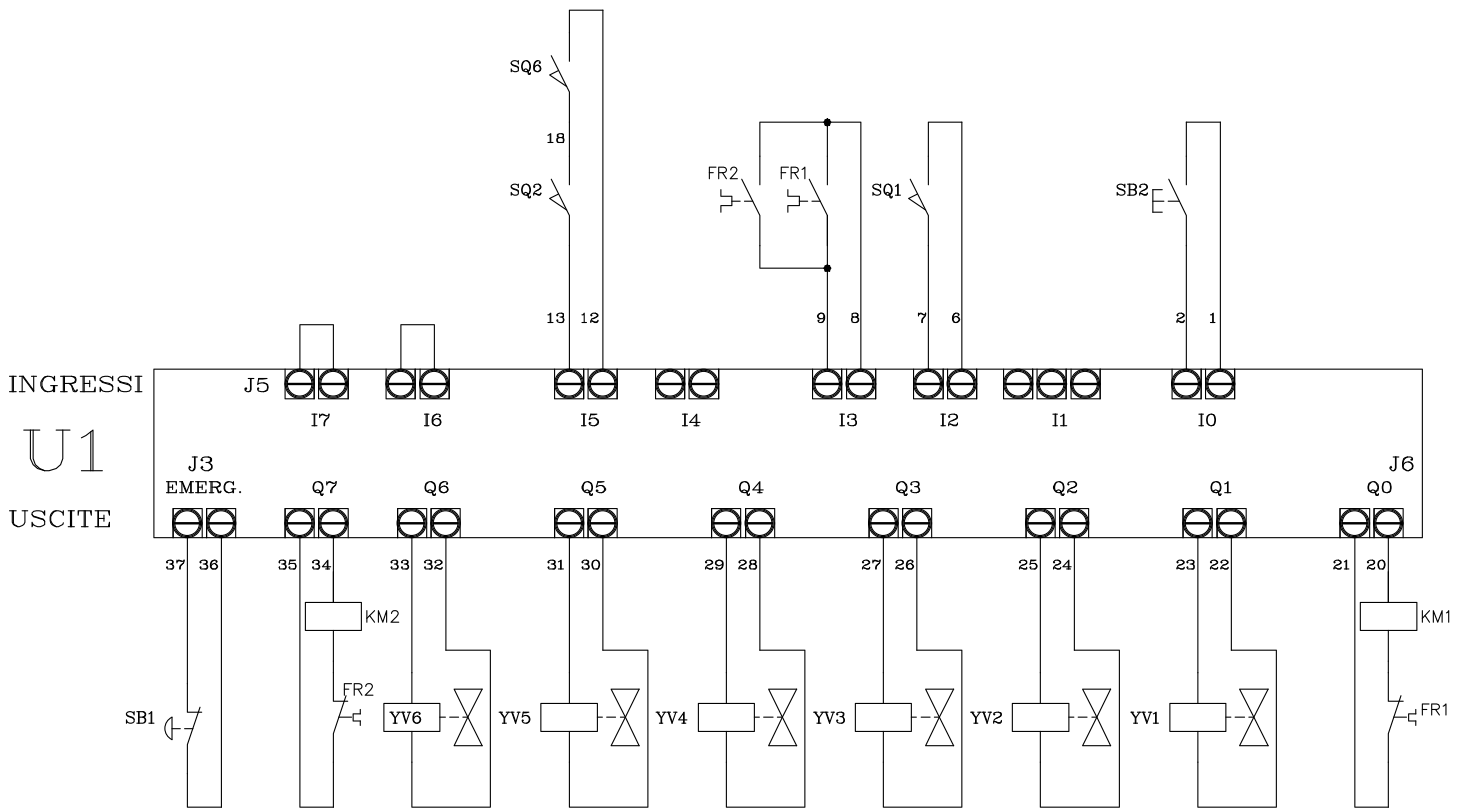 SQ6
18
SQ2
FR2
FR1
SQ1
SB2
13
12
9
8
7
6
2
1
INGRESSI
J5
I7
I6
I5
I4
I3
I2
I1
I0
U1
J3
J6
EMERG.
Q7
Q6
Q5
Q4
Q3
Q2
Q1
Q0
USCITE
37
36
35
34
33
32
31
30
29
28
27
26
25
24
23
22
21
20
KM2
KM1
FR2
SB1
YV6
YV5
YV4
YV3
YV2
YV1
FR1